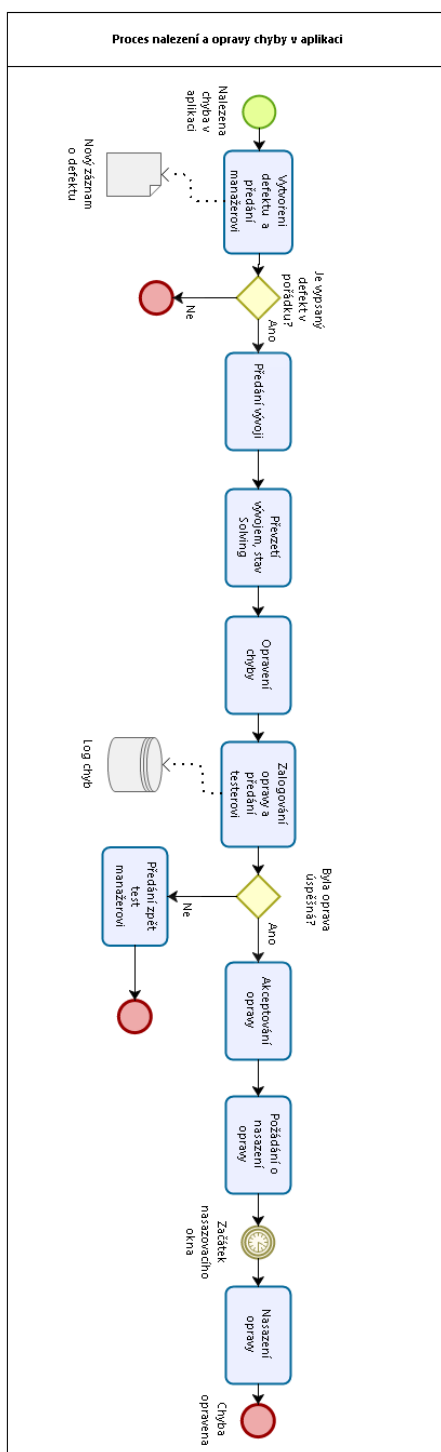 Proces nalezení a opravy chyby v aplikaci
Nalezena
chyba v
aplikaci
Vytvoření
defektu a
předání
manažerovi
Nový záznam
o defektu
Je vypsaný
defekt v
pořádku?
Ne
Ano
Předání vývoji
Převzetí
vývojem, stav
Solving
Opravení
chyby
Zalogování
opravy a
předání
testerovi
Log chyb
Byla oprava
úspěšná?
Ne
Předání zpět
test
manažerovi
Ano
Akceptování
opravy
Požádání o
nasazení
opravy
Začátek
nasazovacího
okna
Nasazení
opravy
Chyba
opravena